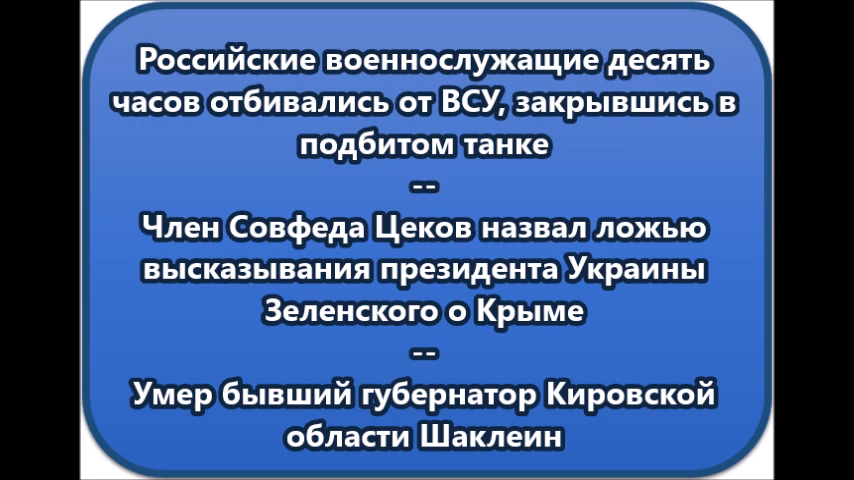 Российские военнослужащие десять
часов отбивались от ВСУ, закрывшись в
подбитом танке
--
Член Совфеда Цеков назвал ложью
высказывания президента Украины
Зеленского о Крыме
--
Умер бывший губернатор Кировской
области Шаклеин